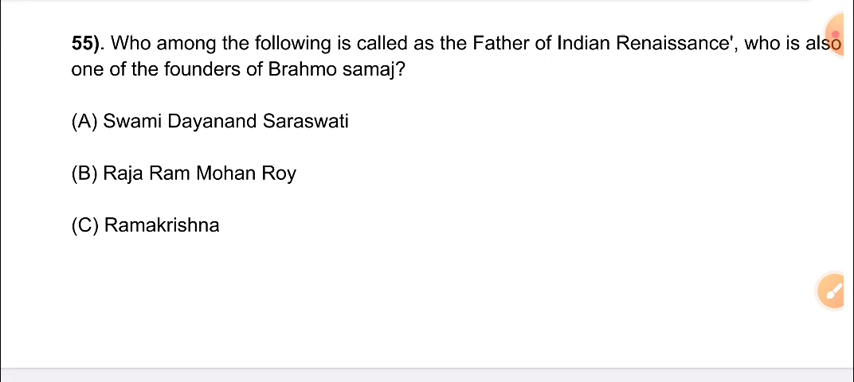 55). Who among the following is called as the Father of Indian Renaissance', who is also
one of the founders of Brahmo samaj?
(A) Swami Dayanand Saraswati
(B) Raja Ram Mohan Roy
(C) Ramakrishna